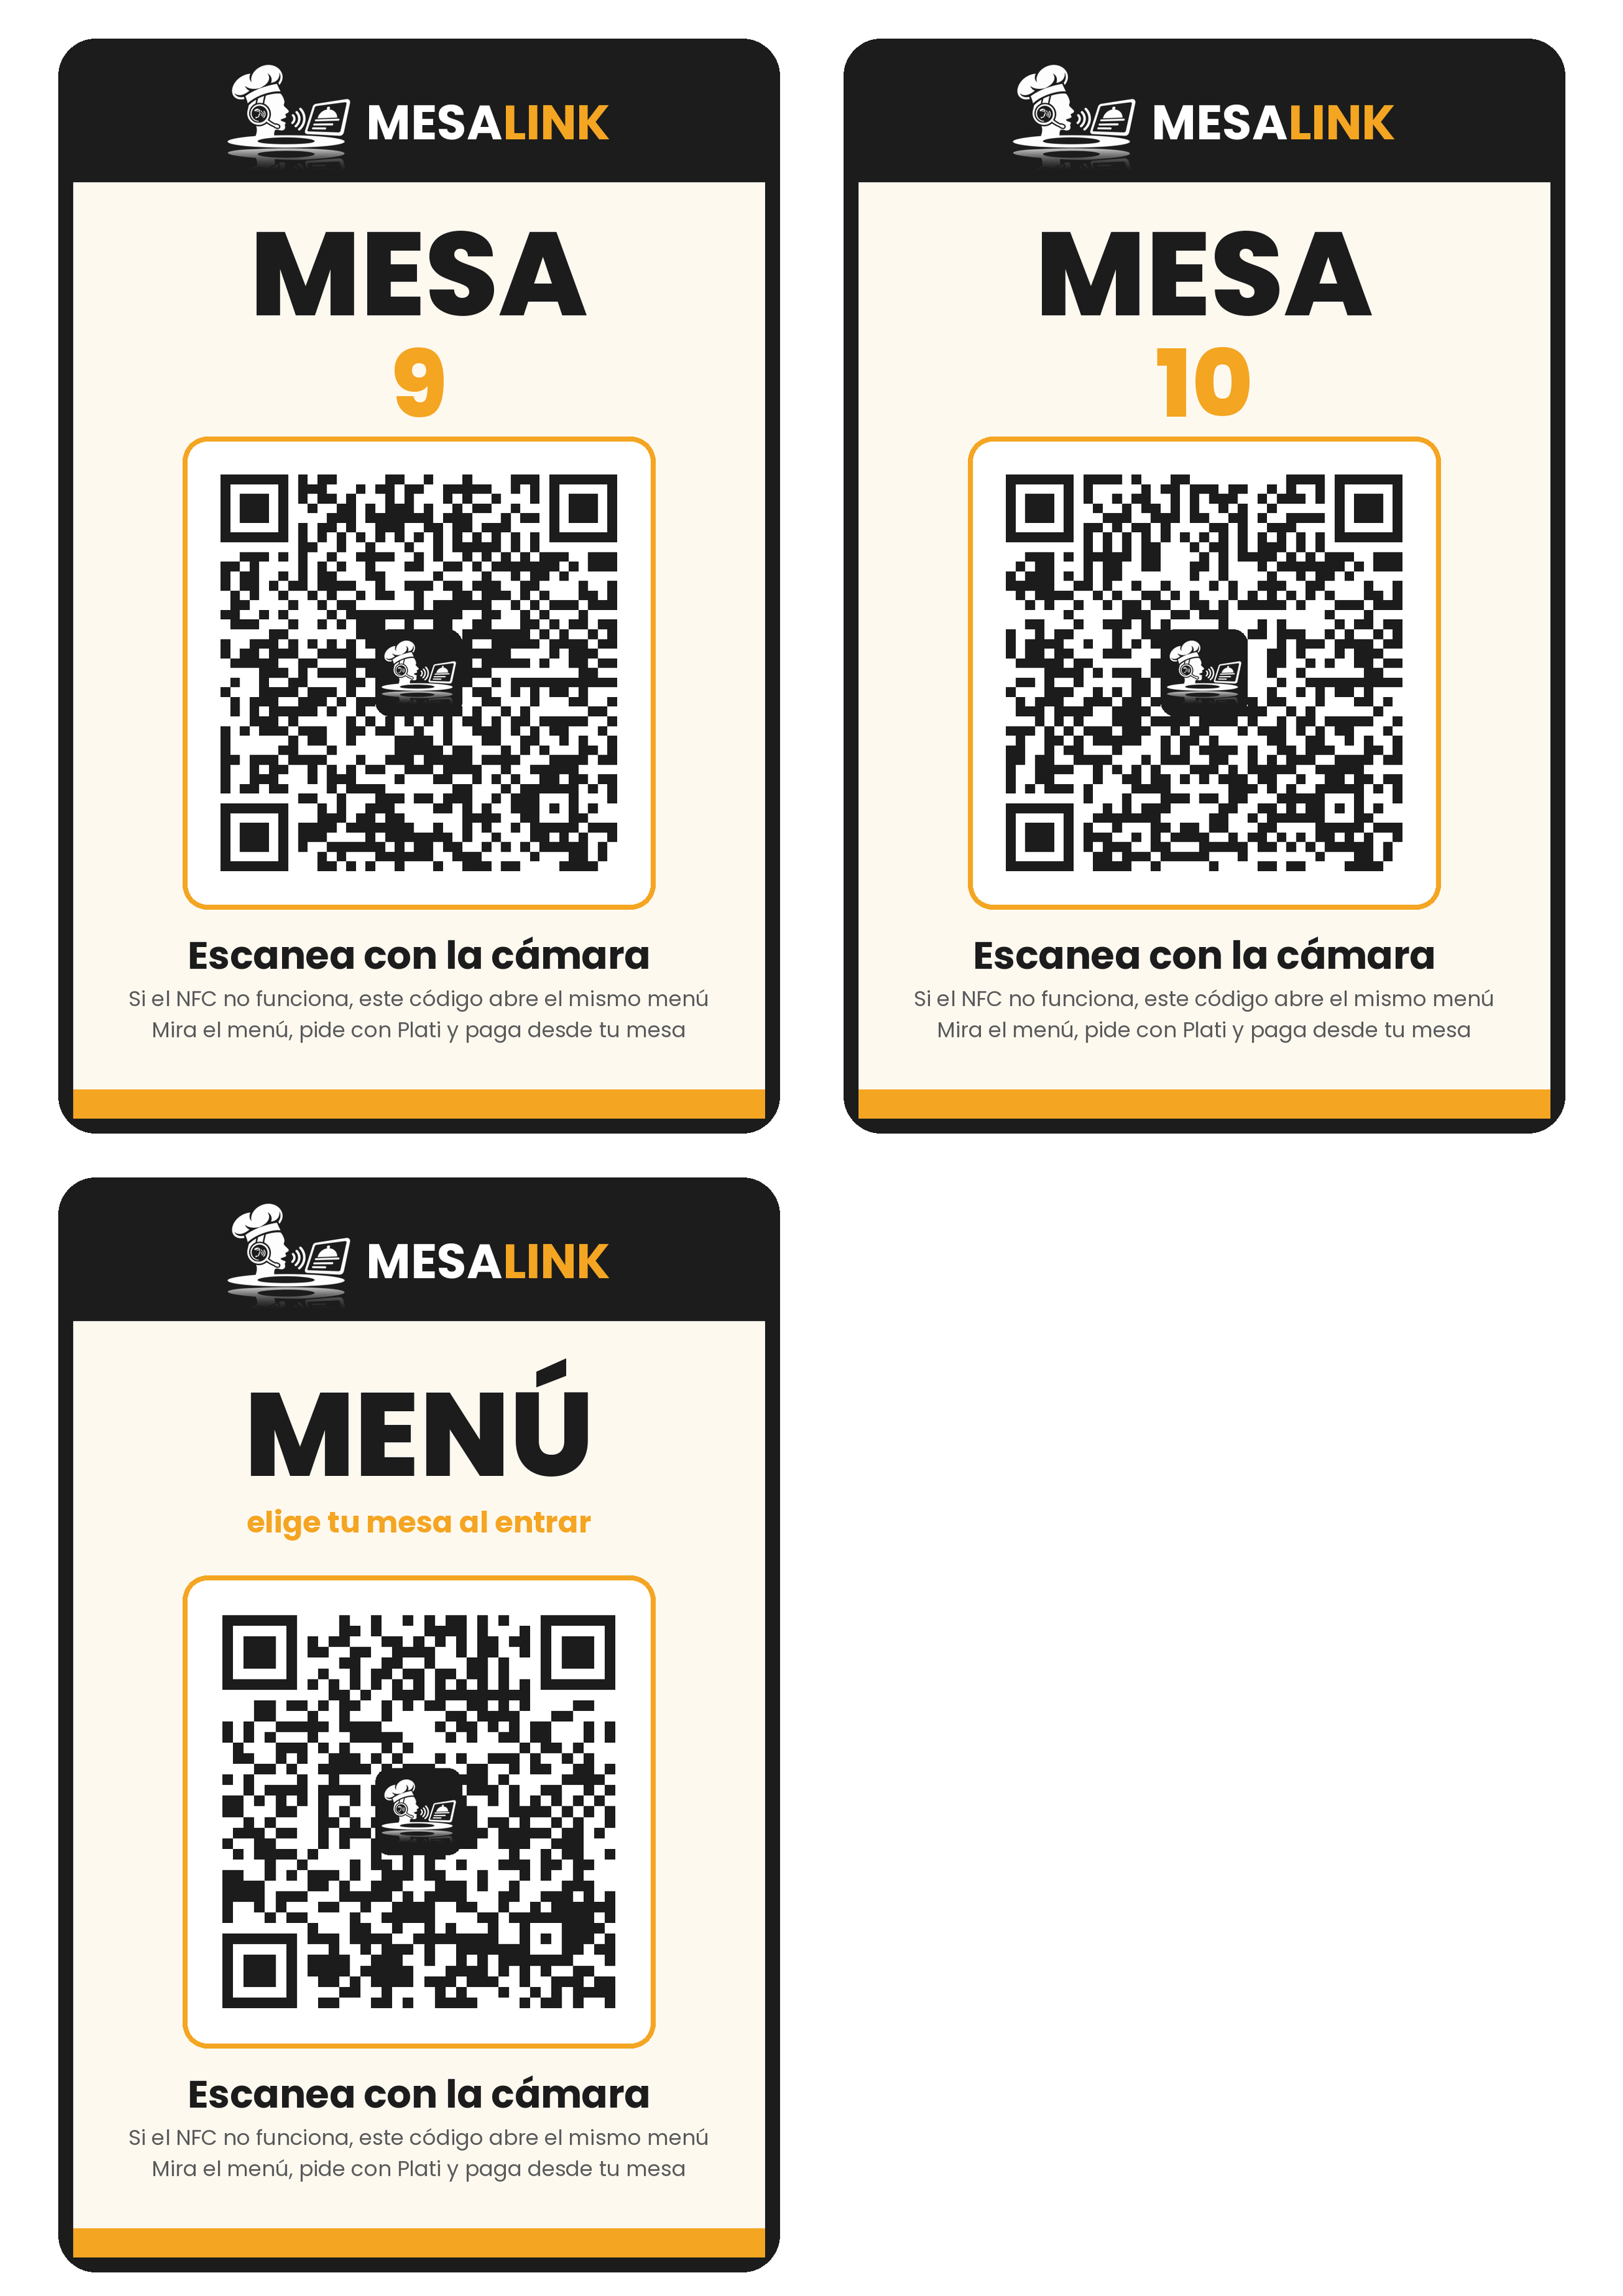 MESALINK
MESA
9
Escanea con la cámara
Si el NFC no funciona, este código abre el mismo menú
Mira el menú, pide con Plati y paga desde tu mesa
MESALINK
MESA
10
Escanea con la cámara
Si el NFC no funciona, este código abre el mismo menú
Mira el menú, pide con Plati y paga desde tu mesa
MESALINK
MENÚ
elige tu mesa al entrar
Escanea con la cámara
Si el NFC no funciona, este código abre el mismo menú
Mira el menú, pide con Plati y paga desde tu mesa